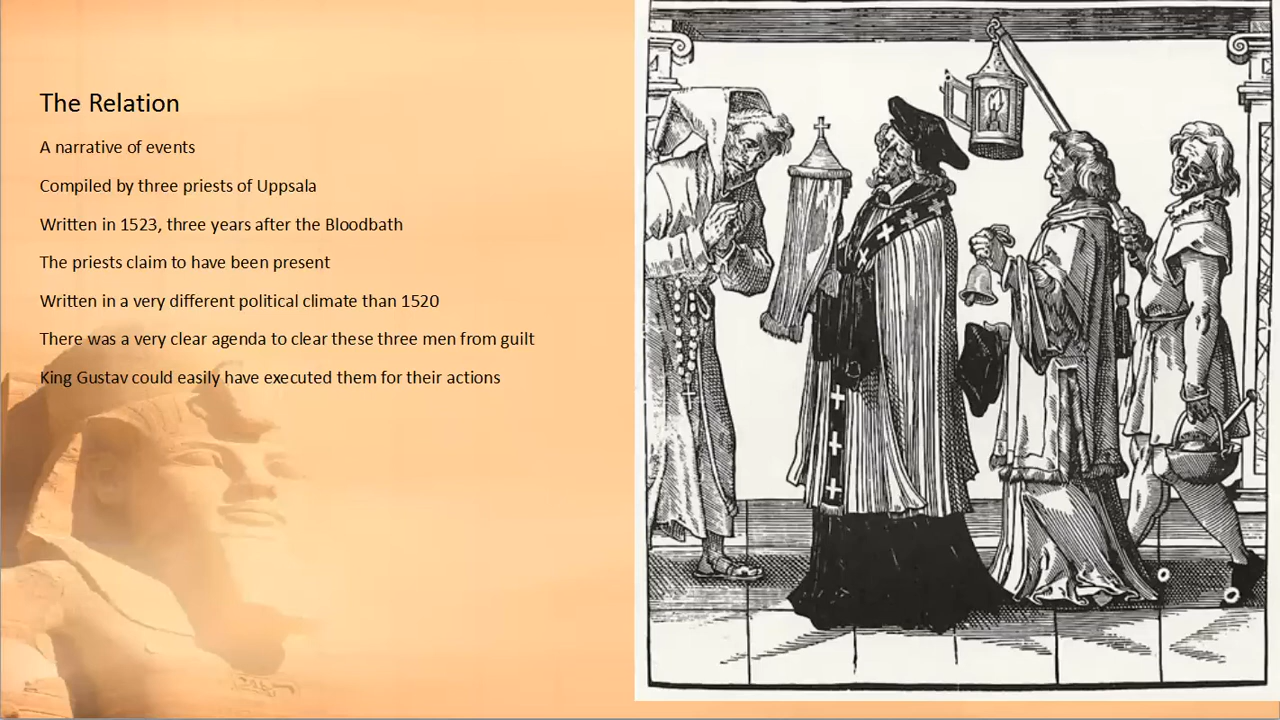 The Relation
A narrative of events
Compiled by three priests of Uppsala
Written in 1523, three years after the Bloodbath
The priests claim to have been present
Written in a very different political climate than 1520
There was a very clear agenda to clear these three men from guilt
King Gustav could easily have executed them for their actions